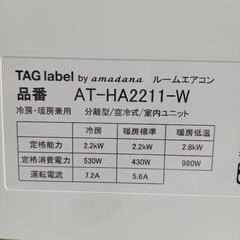 TAG label by amadana ルームエアコン
品番 AT-HA2211-W
冷房・暖房兼用 分離型/空冷式/室内ユニット
冷房 暖房標準 暖房低温
定格能力 2.2kW 2.2kW 2.8kW
定格消費電力 530W 430W 980W
運転電流 7.2A 5.6A